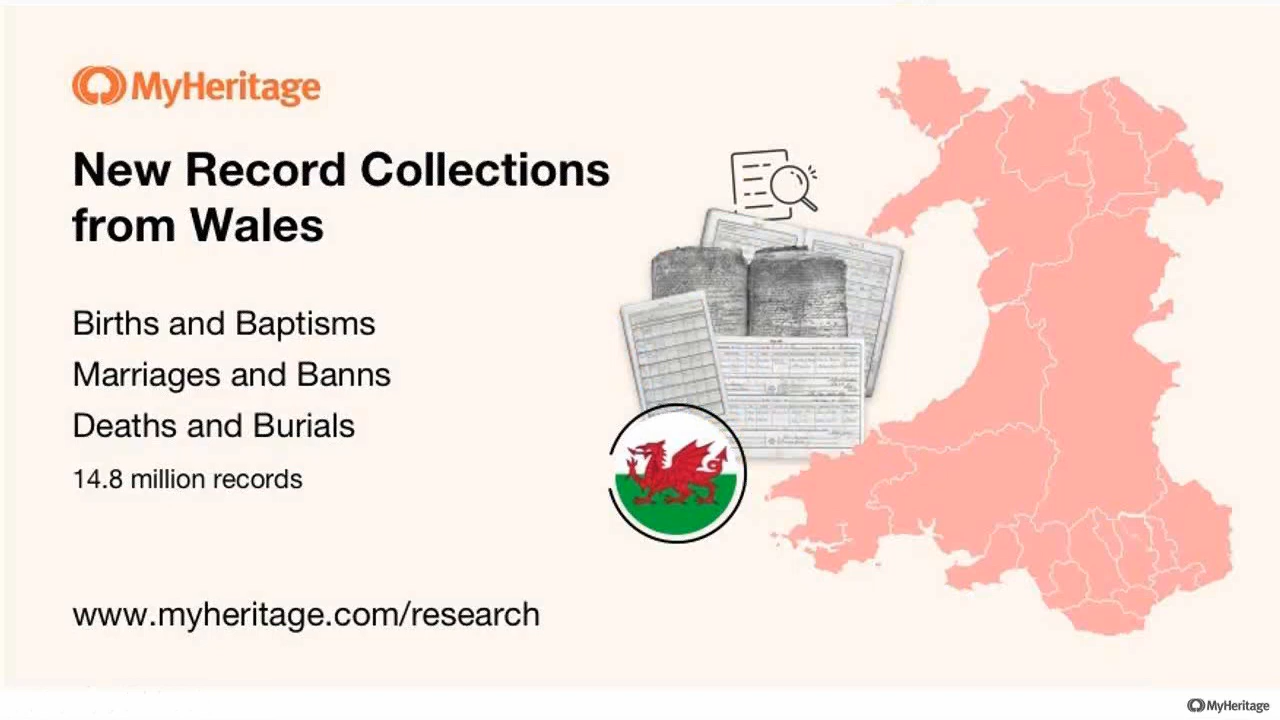 MyHeritage
New Record Collections
from Wales
Births and Baptisms
Marriages and Banns
Deaths and Burials
14.8 million records
www.myheritage.com/research
MyHeritage